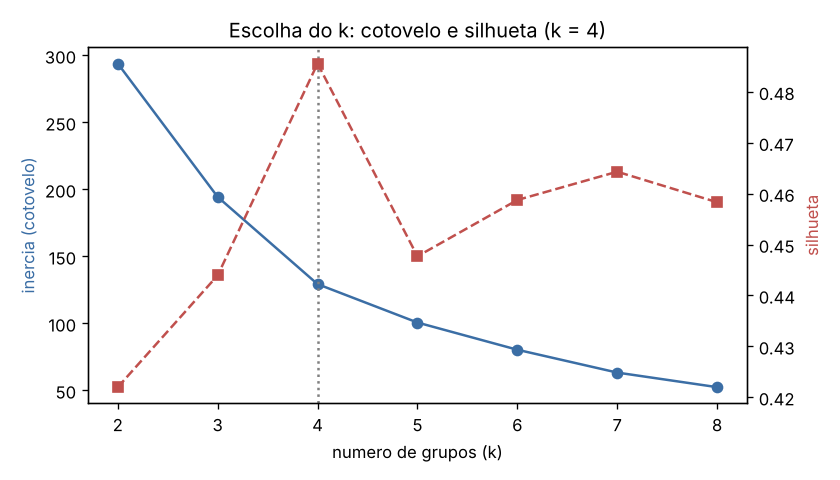 Escolha do k: cotovelo e silhueta (k = 4)
inercia (cotovelo)
300
250
200
150
100
50
0.48
0.47
0.46
0.45
0.44
0.43
0.42
silhueta
2 3 4 5 6 7 8
numero de grupos (k)